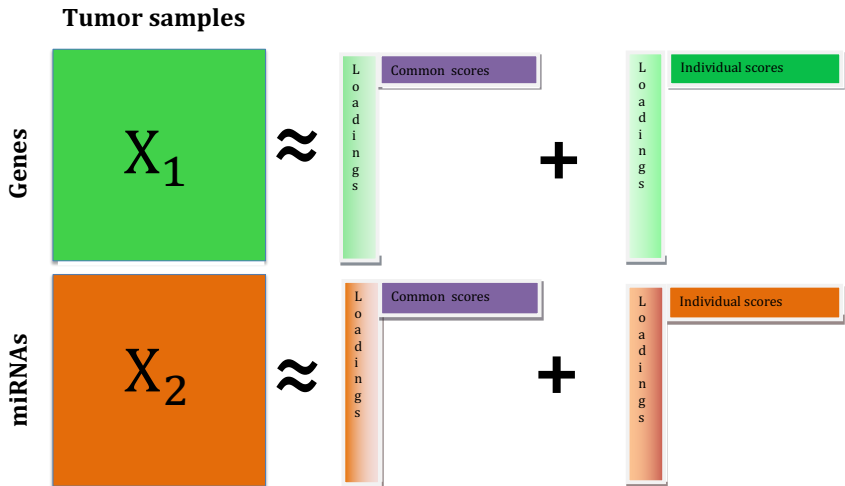 Tumor samples
Genes
X₁
≈
Loadings
Common scores
+
Loadings
Individual scores
miRNAs
X₂
≈
Loadings
Common scores
+
Loadings
Individual scores